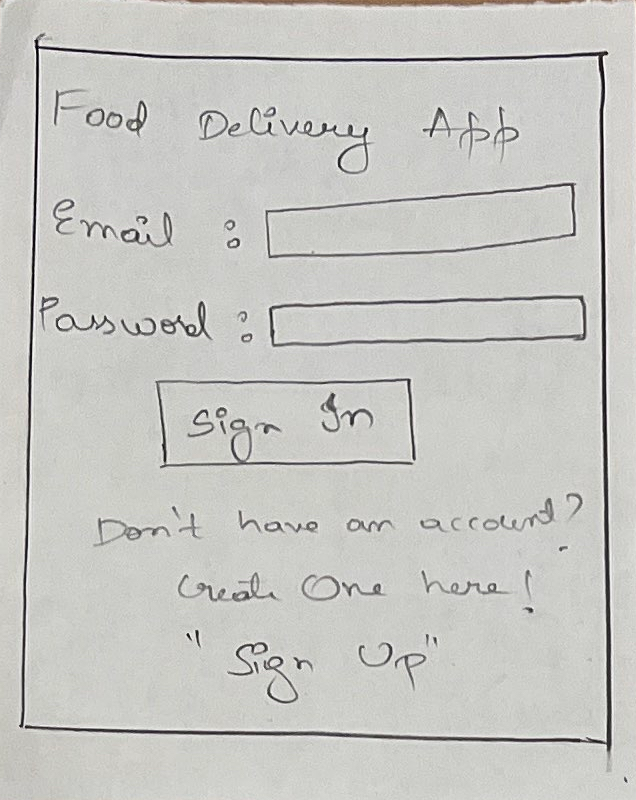 Food Delivery App
Email :
Password :
Sign In
Don't have an account?
Create One here!
"Sign Up"